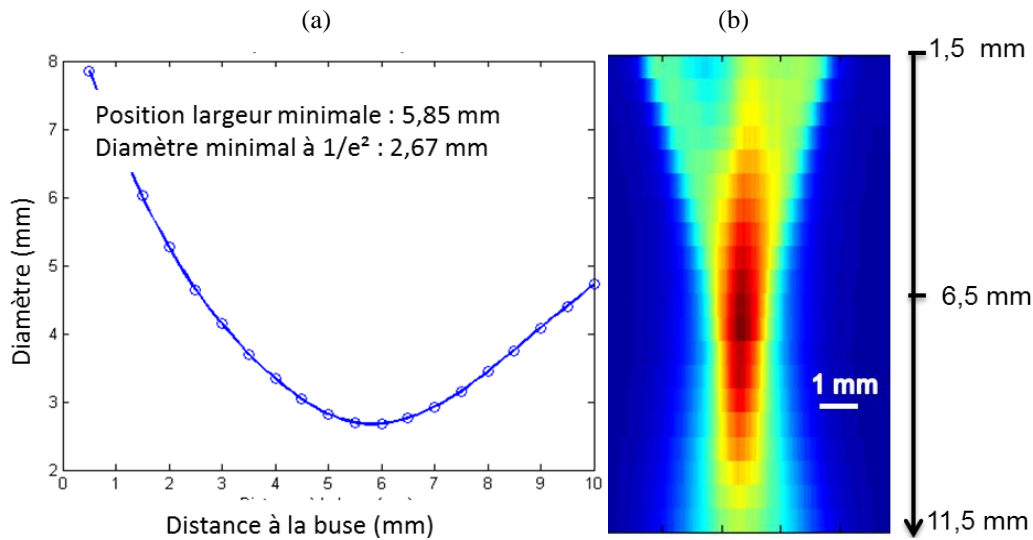 (a)
(b)
8
7
6
5
4
3
2
0
1
2
3
4
5
6
7
8
9
10
Position largeur minimale : 5,85 mm
Diamètre minimal à 1/e² : 2,67 mm
Diamètre (mm)
Distance à la buse (mm)
1,5 mm
6,5 mm
11,5 mm
1 mm